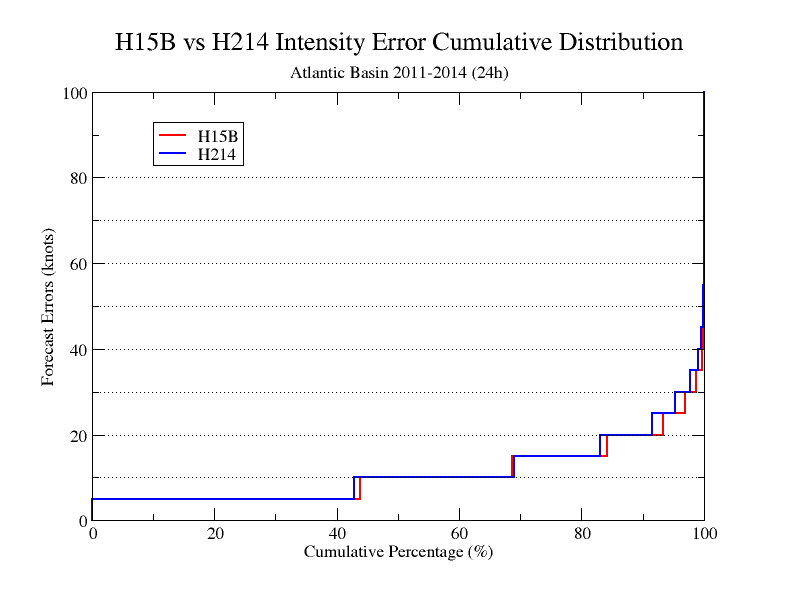 H15B vs H214 Intensity Error Cumulative Distribution
Atlantic Basin 2011-2014 (24h)
100
H15B
H214
80
60
Forecast Errors (knots)
40
20
0
0 20 40 60 80 100
Cumulative Percentage (%)